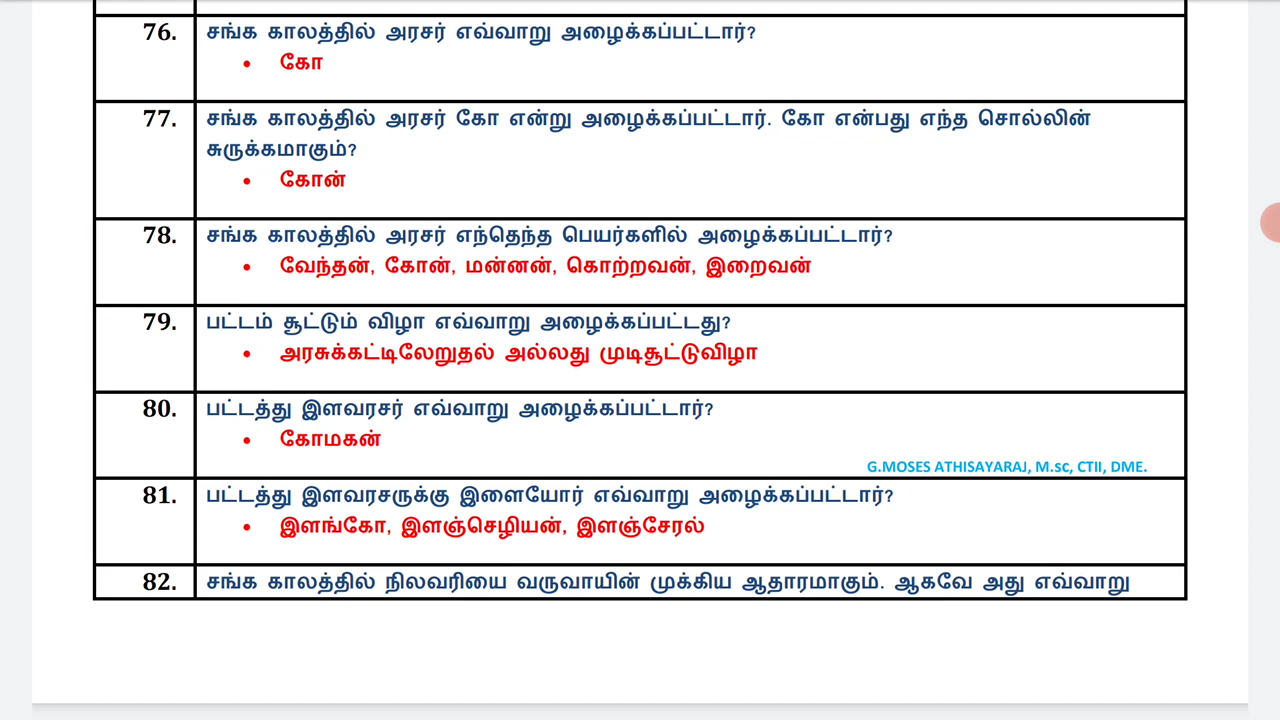 76. சங்க காலத்தில் அரசர் எவ்வாறு அழைக்கப்பட்டார்?
• கோ
77. சங்க காலத்தில் அரசர் கோ என்று அழைக்கப்பட்டார். கோ என்பது எந்த சொல்லின்
சுருக்கமாகும்?
• கோன்
78. சங்க காலத்தில் அரசர் எந்தெந்த பெயர்களில் அழைக்கப்பட்டார்?
• வேந்தன், கோன், மன்னன், கொற்றவன், இறைவன்
79. பட்டம் சூட்டும் விழா எவ்வாறு அழைக்கப்பட்டது?
• அரசுக்கட்டிலேறுதல் அல்லது முடிசூட்டுவிழா
80. பட்டத்து இளவரசர் எவ்வாறு அழைக்கப்பட்டார்?
• கோமகன்
G.MOSES ATHISAYARAJ, M.sc, CTII, DME.
81. பட்டத்து இளவரசருக்கு இளையோர் எவ்வாறு அழைக்கப்பட்டார்?
• இளங்கோ, இளஞ்செழியன், இளஞ்சேரல்
82. சங்க காலத்தில் நிலவரியை வருவாயின் முக்கிய ஆதாரமாகும். ஆகவே அது எவ்வாறு